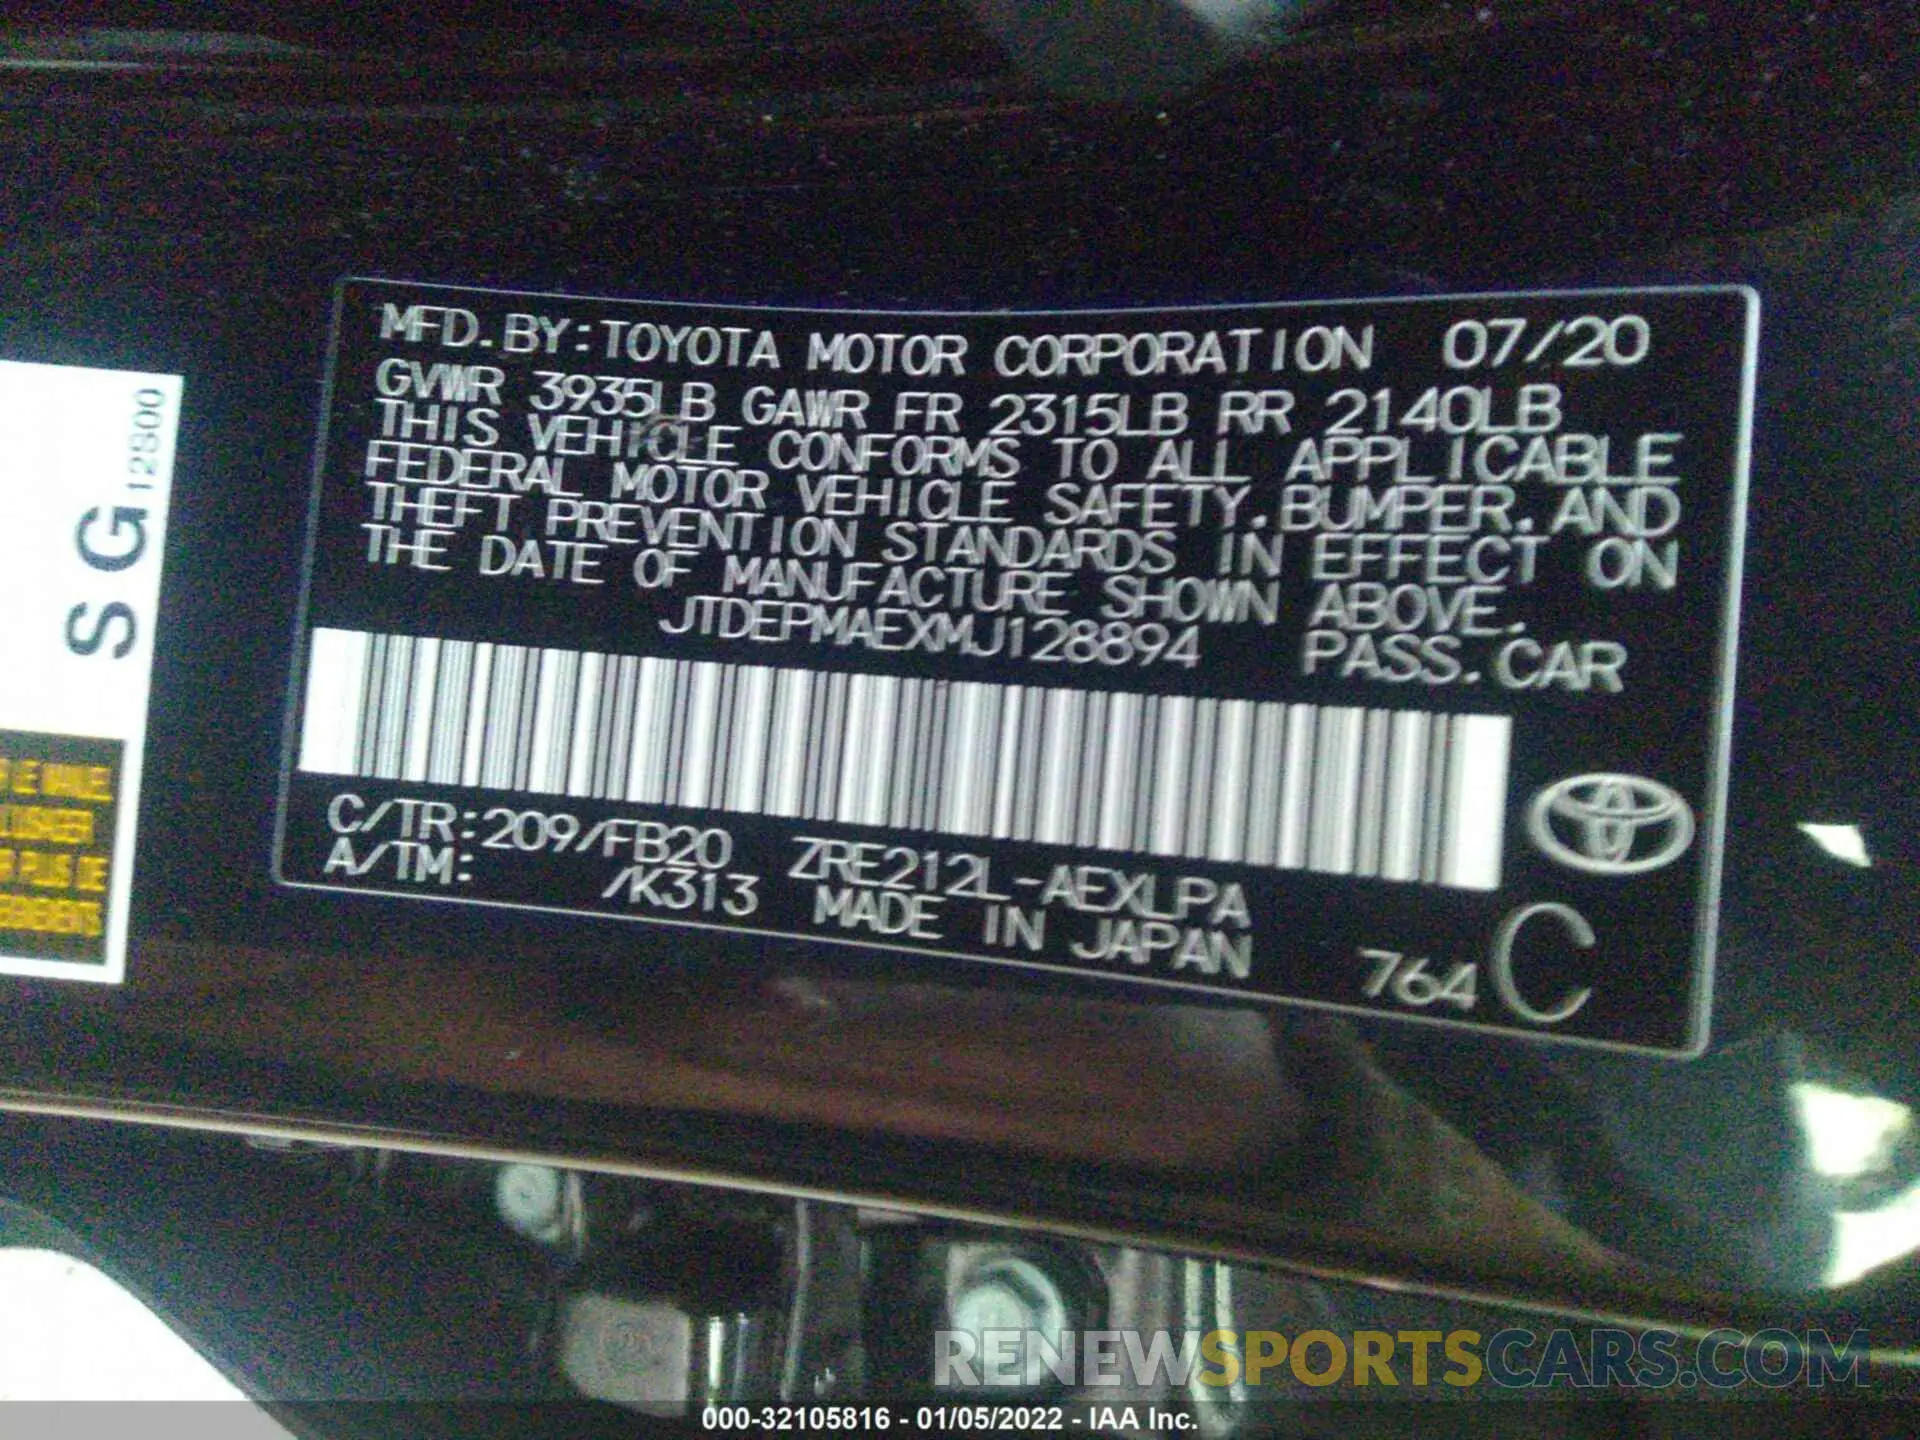 MFD. BY: TOYOTA MOTOR CORPORATION 07/20
GVWR 3935LB GAWR FR 2315LB RR 2140LB
THIS VEHICLE CONFORMS TO ALL APPLICABLE
FEDERAL MOTOR VEHICLE SAFETY, BUMPER, AND
THEFT PREVENTION STANDARDS IN EFFECT ON
THE DATE OF MANUFACTURE SHOWN ABOVE.
JTDEPMAEXMJ128894 PASS. CAR
C/TR: 209/FB20 ZRE212L-AEXLPA
A/TM: /K313 MADE IN JAPAN
764 C
SG 12800
PLUS DE
RENEWSPORTSCARS.COM
000-32105816 - 01/05/2022 - IAA Inc.